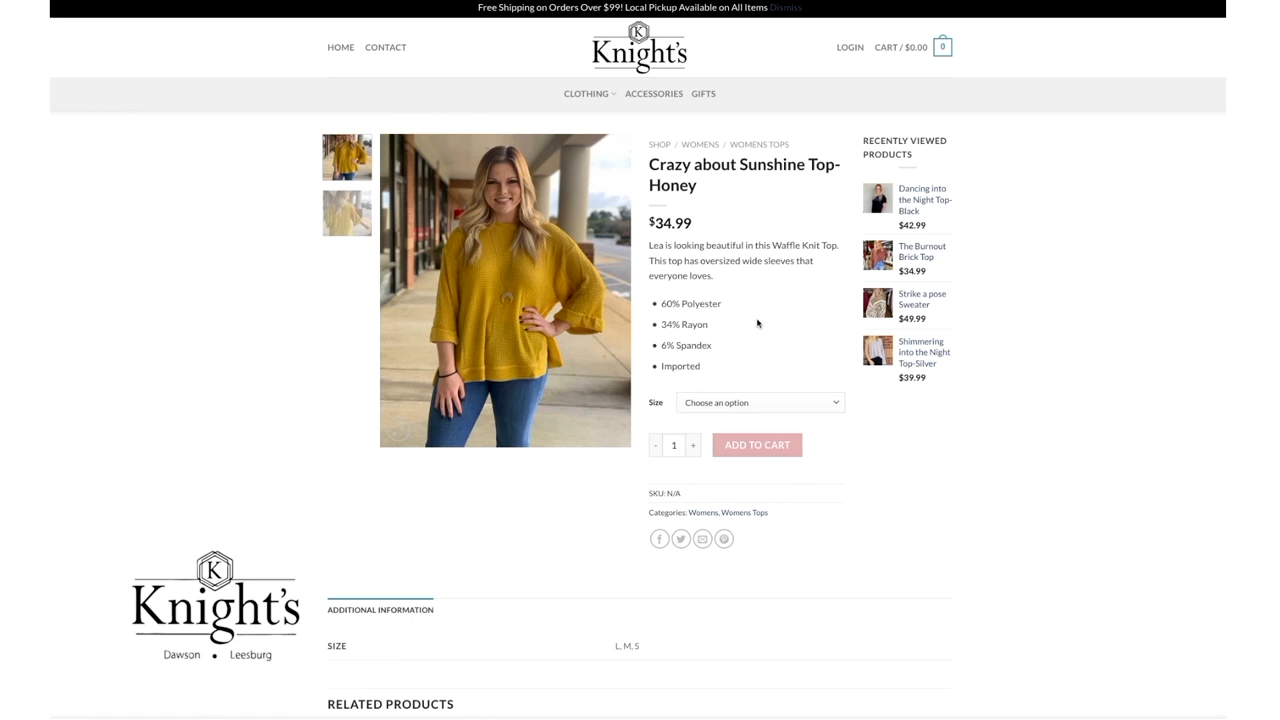 Free Shipping on Orders Over $99! Local Pickup Available on All Items Dismiss
HOME CONTACT
K
Knight's
LOGIN CART / $0.00 0
CLOTHING ACCESSORIES GIFTS
SHOP / WOMENS / WOMENS TOPS
Crazy about Sunshine Top-
Honey
$34.99
Lea is looking beautiful in this Waffle Knit Top.
This top has oversized wide sleeves that
everyone loves.
• 60% Polyester
• 34% Rayon
• 6% Spandex
• Imported
Size Choose an option
- 1 + ADD TO CART
SKU: N/A
Categories: Womens, Womens Tops
RECENTLY VIEWED
PRODUCTS
Dancing into
the Night Top-
Black
$42.99
The Burnout
Brick Top
$34.99
Strike a pose
Sweater
$49.99
Shimmering
into the Night
Top-Silver
$39.99
K
Knight's
Dawson • Leesburg
ADDITIONAL INFORMATION
SIZE L, M, S
RELATED PRODUCTS